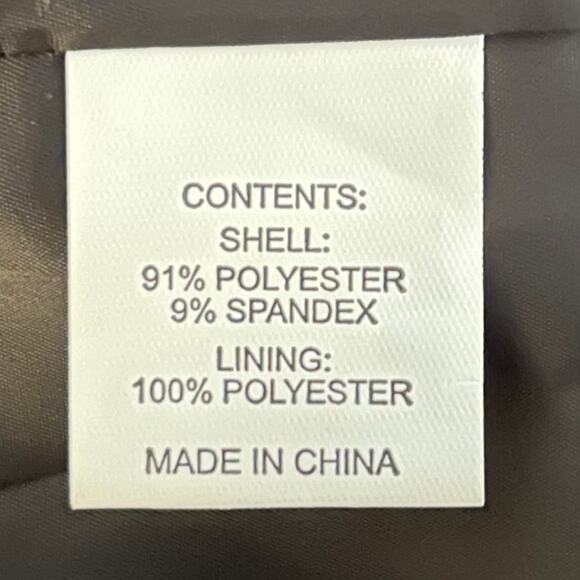 CONTENTS:
SHELL:
91% POLYESTER
9% SPANDEX
LINING:
100% POLYESTER
MADE IN CHINA